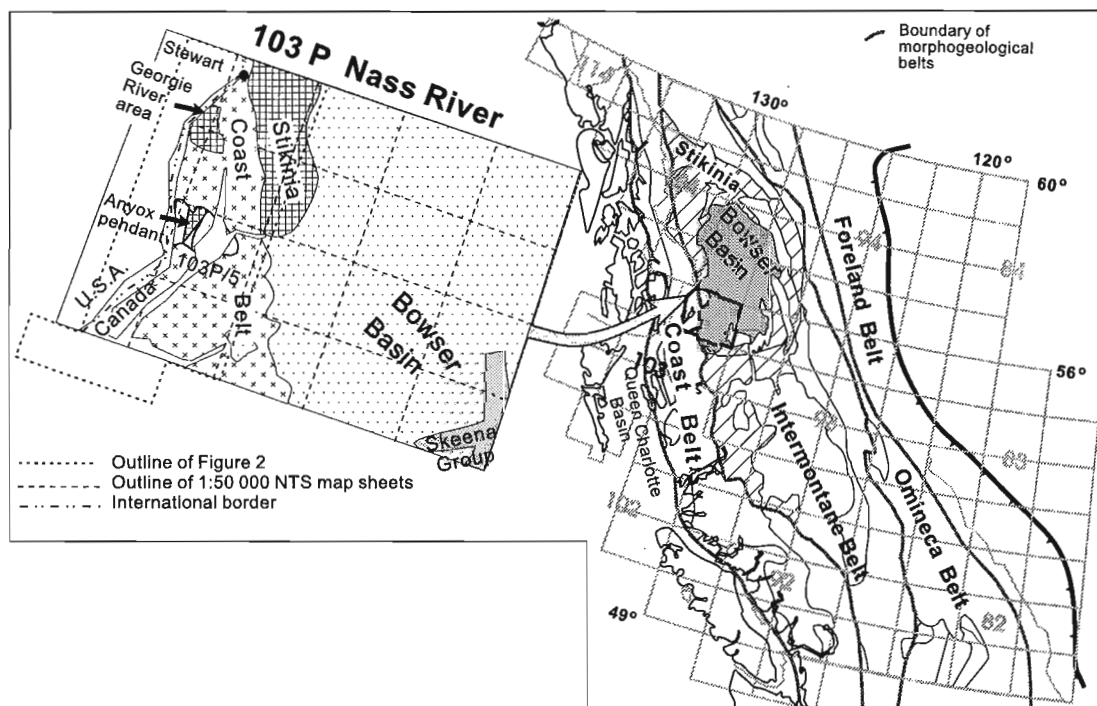 103 P Nass River
Stewart
Georgie
River
area
Coast
Stikinia
Anyox
pendant
103P/5
U.S.A.
Canada
Belt
Bowser
Basin
Skeena
Group
Outline of Figure 2
Outline of 1:50 000 NTS map sheets
International border
Boundary of
morphogeological
belts
114
130°
120°
60°
Stikinia
Bowser
Basin
94
84
Foreland Belt
56°
103
Coast Belt
Queen Charlotte
Basin
93
83
Intermontane Belt
Omineca Belt
102
92
82
49°